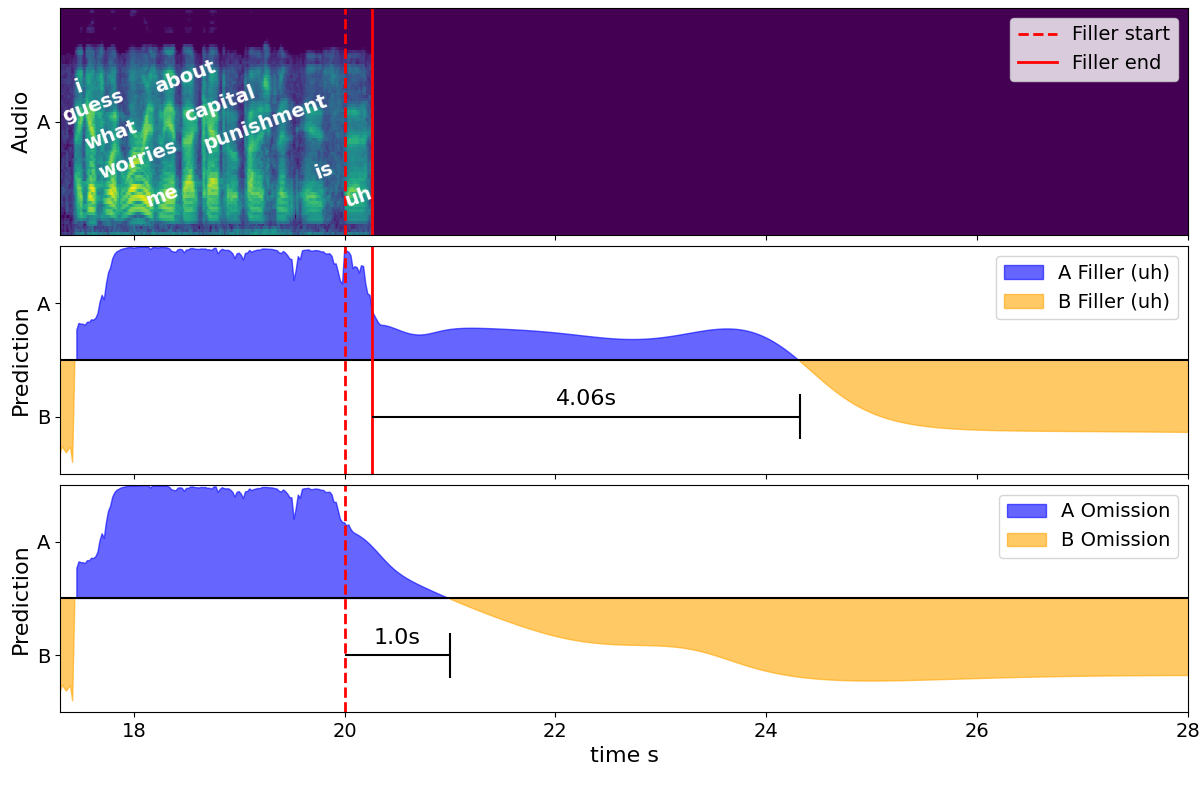 Audio
A
i
guess
what
worries
me
about
capital
punishment
is
uh
Filler start
Filler end
Prediction
A
B
4.06s
A Filler (uh)
B Filler (uh)
Prediction
A
B
1.0s
A Omission
B Omission
18 20 22 24 26 28
time s